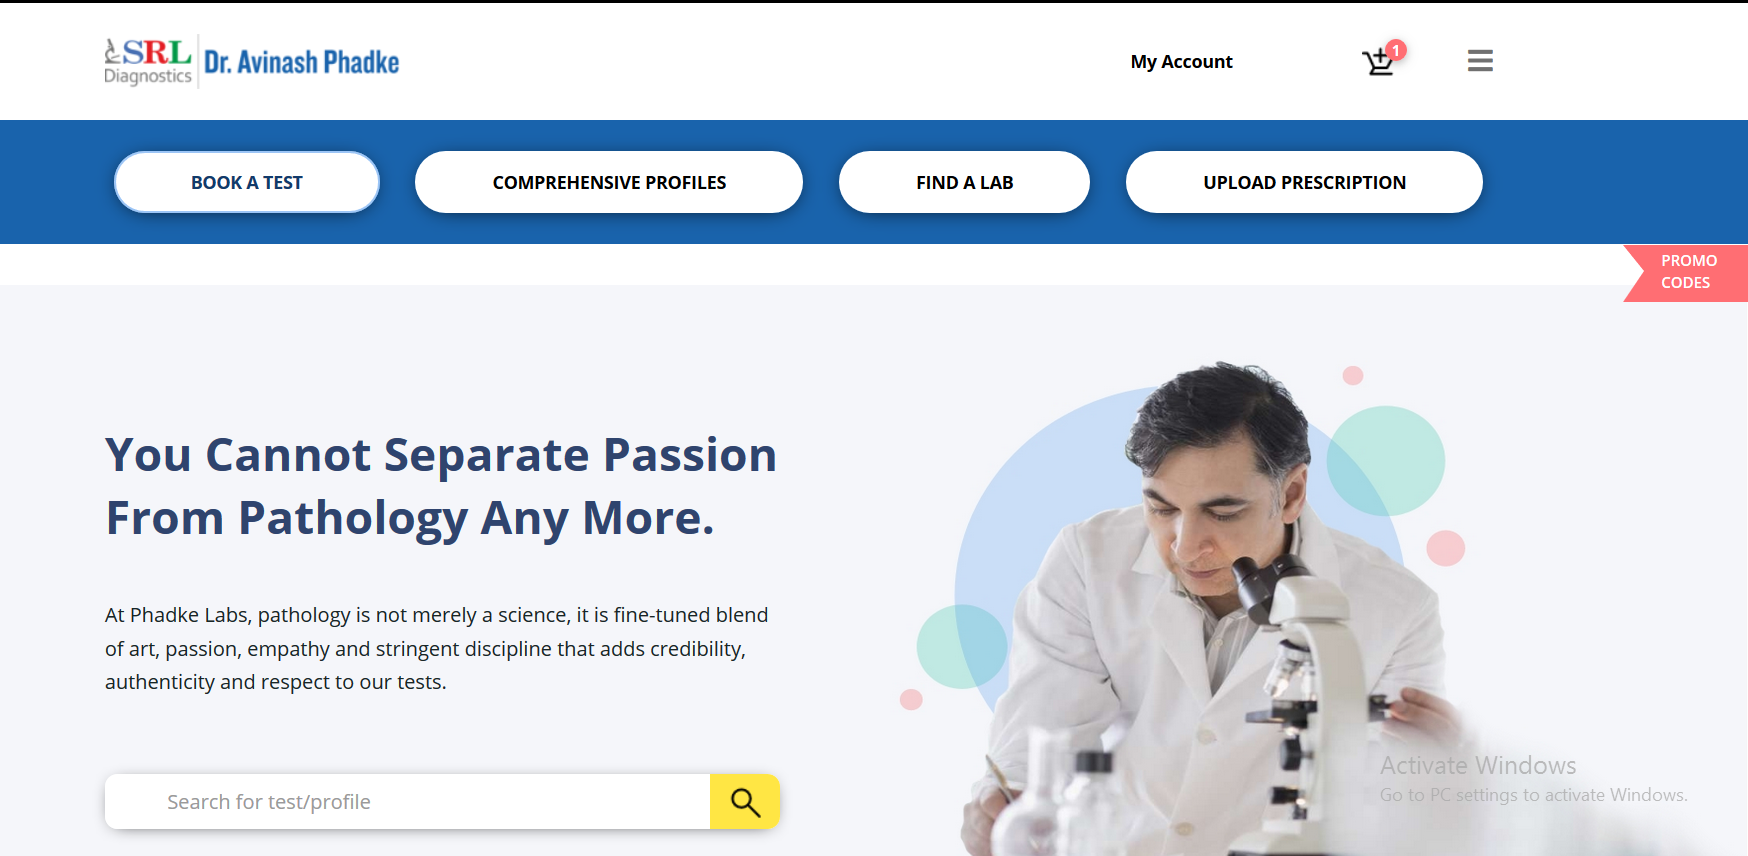 SRL
Diagnostics
Dr. Avinash Phadke
My Account
1
BOOK A TEST
COMPREHENSIVE PROFILES
FIND A LAB
UPLOAD PRESCRIPTION
PROMO
CODES
You Cannot Separate Passion
From Pathology Any More.
At Phadke Labs, pathology is not merely a science, it is fine-tuned blend
of art, passion, empathy and stringent discipline that adds credibility,
authenticity and respect to our tests.
Search for test/profile
Activate Windows
Go to PC settings to activate Windows.